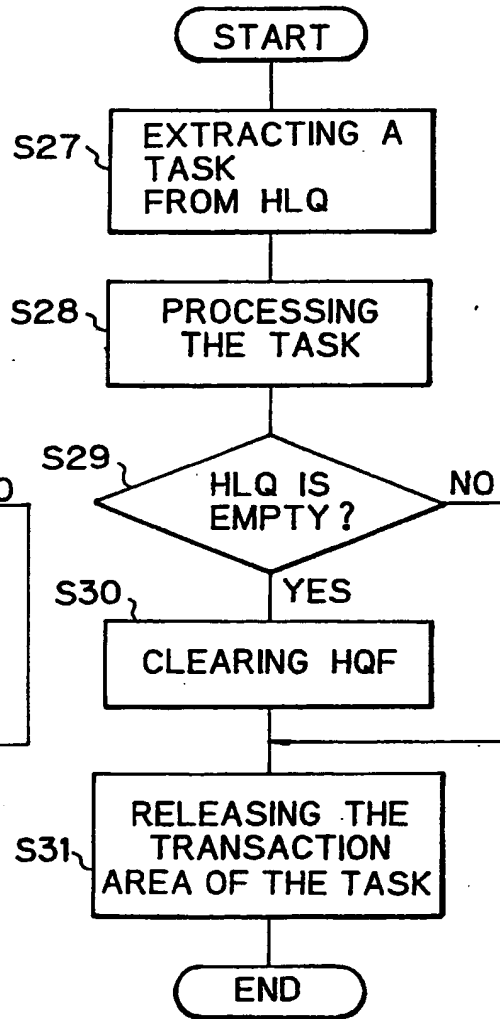 START
S27
EXTRACTING A
TASK
FROM HLQ
S28
PROCESSING
THE TASK
S29
HLQ IS
EMPTY?
NO
YES
S30
CLEARING HQF
S31
RELEASING THE
TRANSACTION
AREA OF THE TASK
END